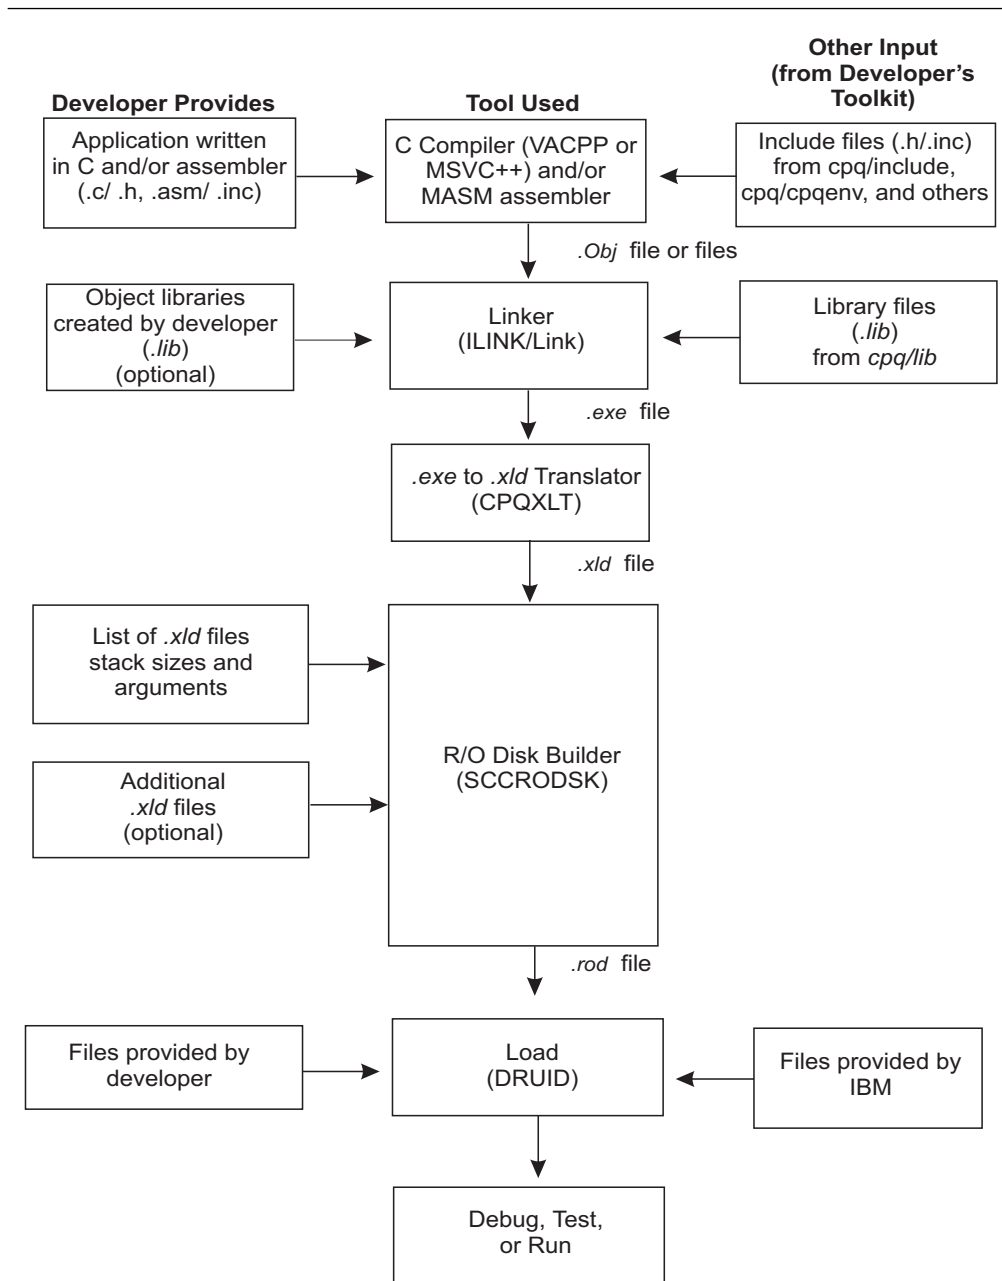 Other Input
(from Developer's
Toolkit)
Developer Provides
Tool Used
Application written
in C and/or assembler
(.c/ .h, .asm/ .inc)
C Compiler (VACPP or
MSVC++) and/or
MASM assembler
Include files (.h/.inc)
from cpq/include,
cpq/cpqenv, and others
.Obj file or files
Object libraries
created by developer
(.lib)
(optional)
Linker
(ILINK/Link)
Library files
(.lib)
from cpq/lib
.exe file
.exe to .xld Translator
(CPQXLT)
.xld file
List of .xld files
stack sizes and
arguments
R/O Disk Builder
(SCCRODSK)
Additional
.xld files
(optional)
.rod file
Files provided by
developer
Load
(DRUID)
Files provided by
IBM
Debug, Test,
or Run